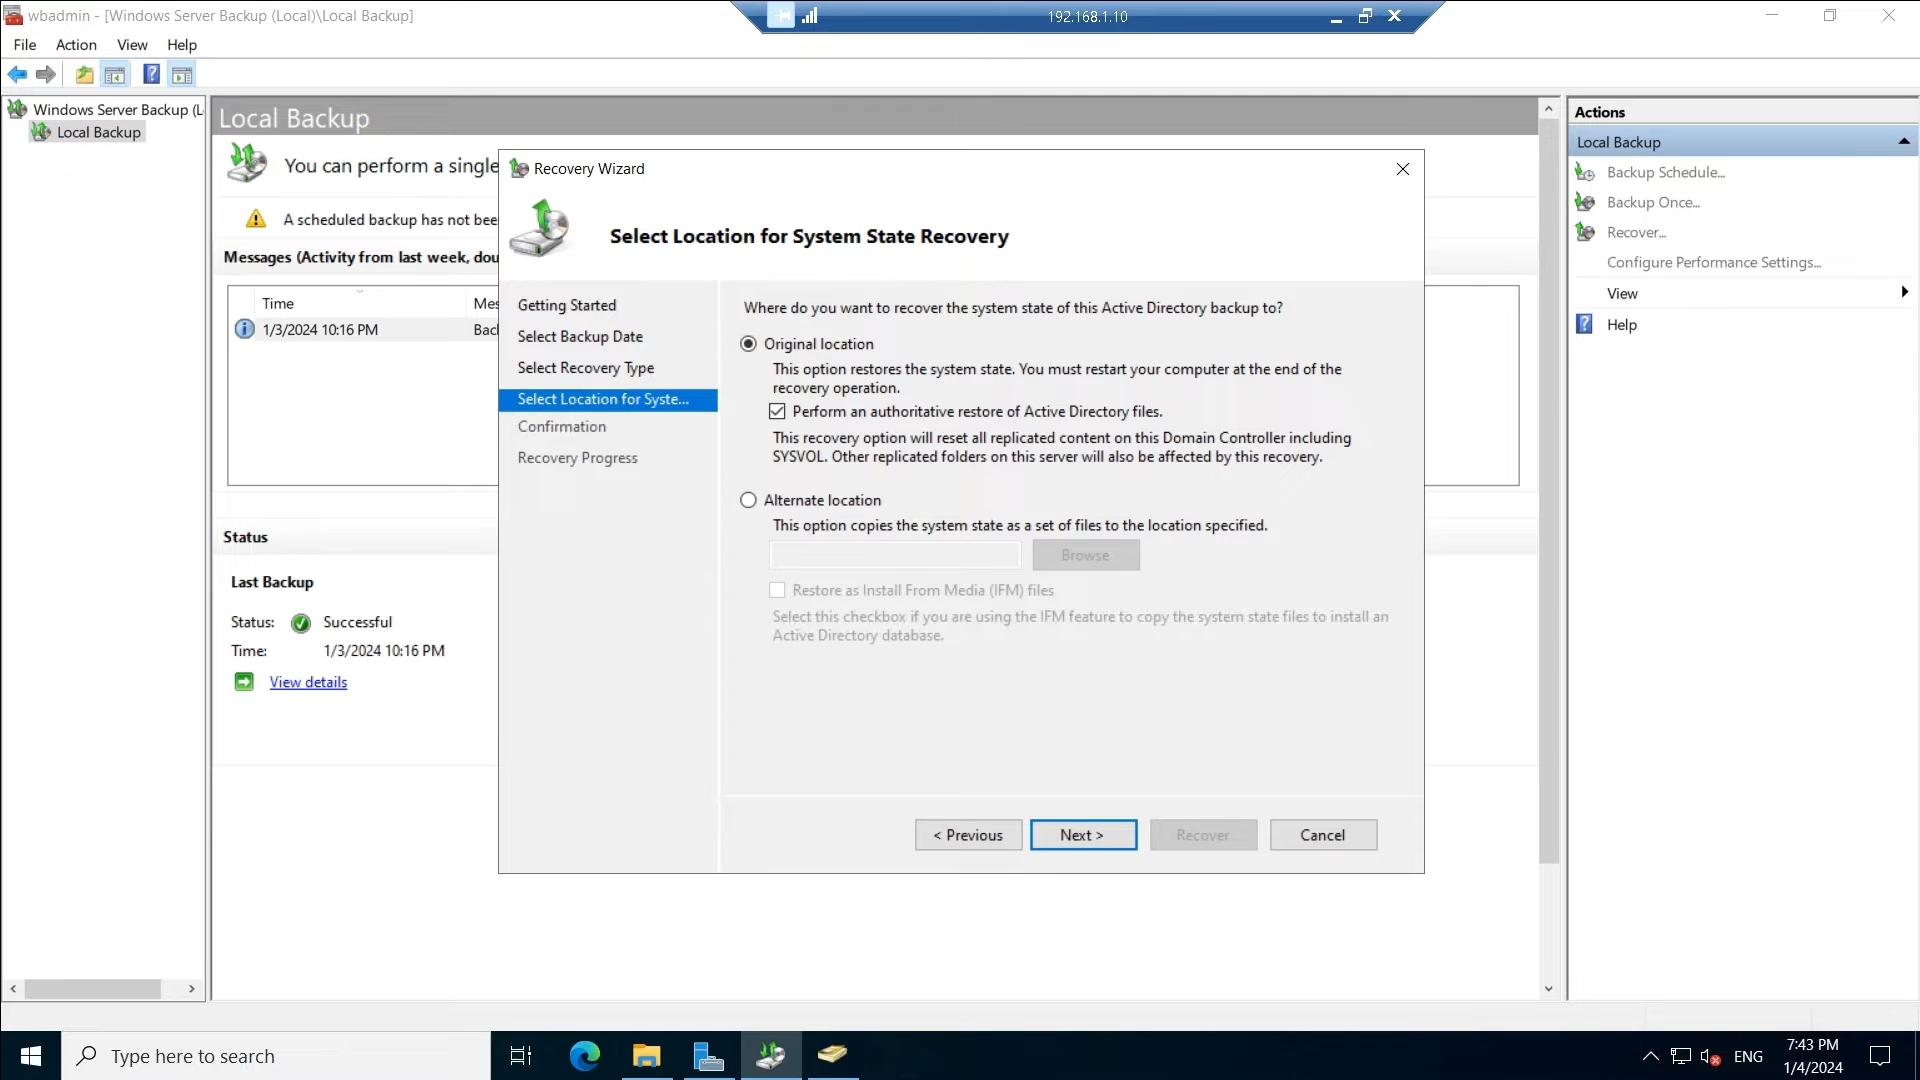 wbadmin - [Windows Server Backup (Local)\Local Backup]
192.168.1.10
File Action View Help
Windows Server Backup (L
Local Backup
Local Backup
You can perform a single
A scheduled backup has not bee
Messages (Activity from last week, dou
Time Mes
1/3/2024 10:16 PM Bac
Status
Last Backup
Status: Successful
Time: 1/3/2024 10:16 PM
View details
Recovery Wizard
Select Location for System State Recovery
Getting Started
Select Backup Date
Select Recovery Type
Select Location for Syste...
Confirmation
Recovery Progress
Where do you want to recover the system state of this Active Directory backup to?
Original location
This option restores the system state. You must restart your computer at the end of the
recovery operation.
Perform an authoritative restore of Active Directory files.
This recovery option will reset all replicated content on this Domain Controller including
SYSVOL. Other replicated folders on this server will also be affected by this recovery.
Alternate location
This option copies the system state as a set of files to the location specified.
Browse
Restore as Install From Media (IFM) files
Select this checkbox if you are using the IFM feature to copy the system state files to install an
Active Directory database.
< Previous Next > Recover Cancel
Actions
Local Backup
Backup Schedule...
Backup Once...
Recover...
Configure Performance Settings...
View
Help
Type here to search
ENG
7:43 PM
1/4/2024